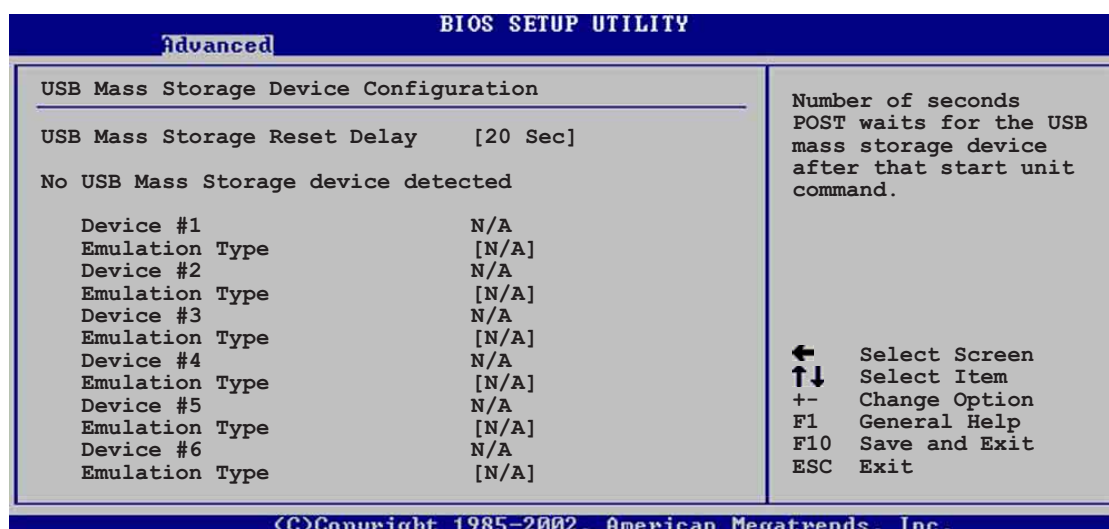 BIOS SETUP UTILITY
Advanced
USB Mass Storage Device Configuration
USB Mass Storage Reset Delay [20 Sec]
No USB Mass Storage device detected
Device #1 N/A
Emulation Type [N/A]
Device #2 N/A
Emulation Type [N/A]
Device #3 N/A
Emulation Type [N/A]
Device #4 N/A
Emulation Type [N/A]
Device #5 N/A
Emulation Type [N/A]
Device #6 N/A
Emulation Type [N/A]
Number of seconds
POST waits for the USB
mass storage device
after that start unit
command.
← Select Screen
↑↓ Select Item
+- Change Option
F1 General Help
F10 Save and Exit
ESC Exit
(C)Copyright 1985-2002, American Megatrends, Inc.